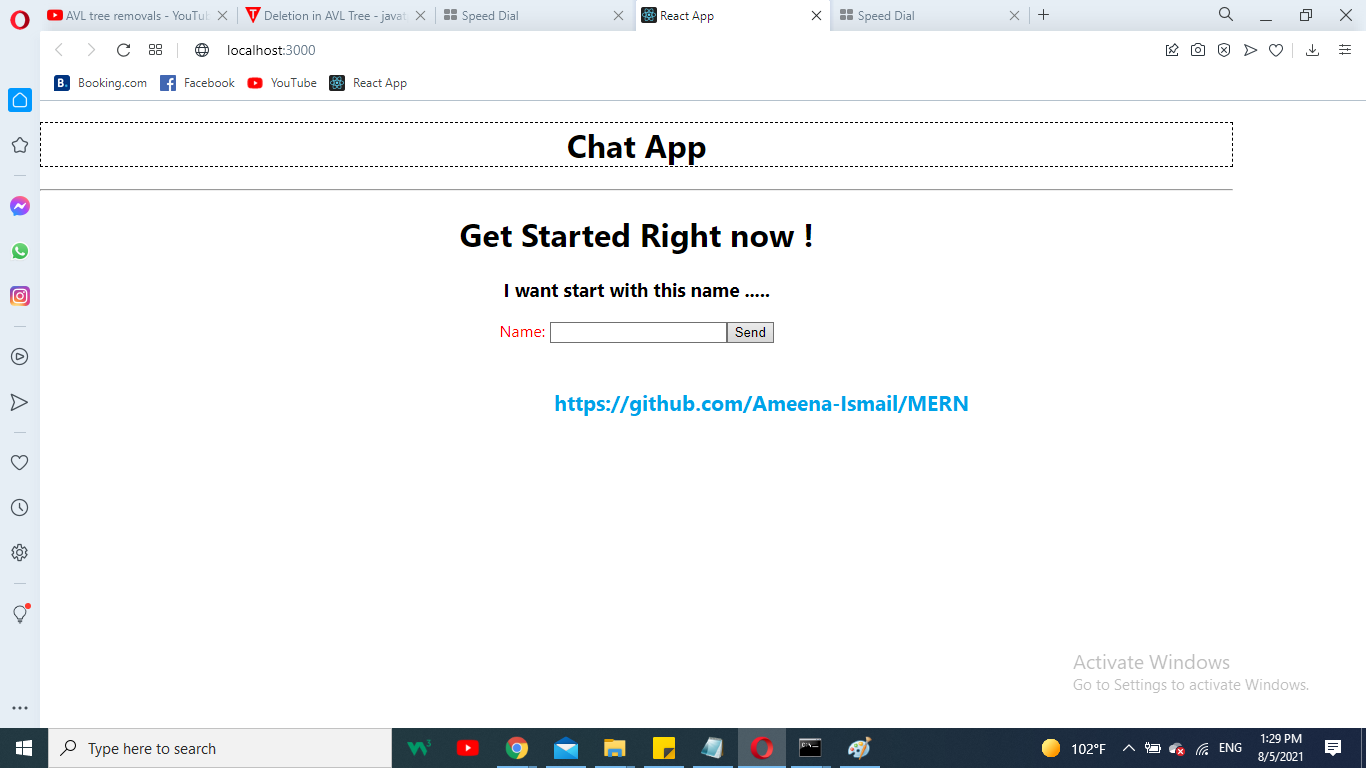 AVL tree removals - YouTu
Deletion in AVL Tree - javat
Speed Dial
React App
Speed Dial
localhost:3000
B. Booking.com
Facebook
YouTube
React App
Chat App
Get Started Right now !
I want start with this name .....
Name:
Send
https://github.com/Ameena-Ismail/MERN
Activate Windows
Go to Settings to activate Windows.
Type here to search
102°F
ENG
1:29 PM
8/5/2021